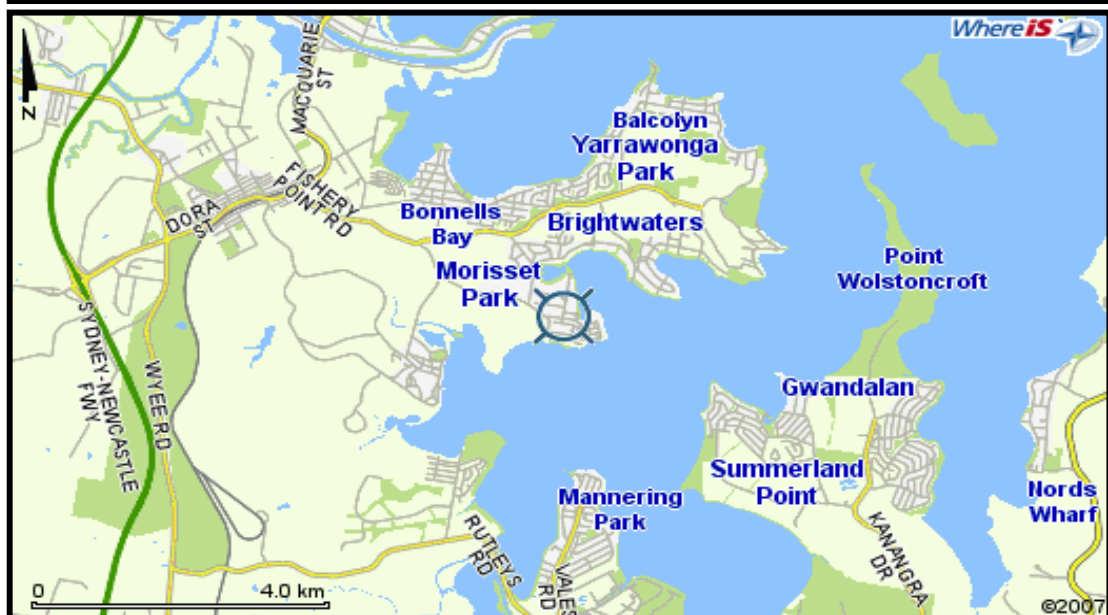 WhereiS
N
MACQUARIE
ST
Balcolyn
Yarrawonga
Park
FISHERY
POINT RD
DORA
ST
Bonnells
Bay
Brightwaters
Point
Wolstoncroft
Morisset
Park
SYDNEY-NEWCASTLE
FWY
WYEE RD
Gwandalan
Summerland
Point
Mannering
Park
Nords
Wharf
RUTLEYS
RD
VALES
RD
KANANGRA
DR
0 4.0 km
©2007